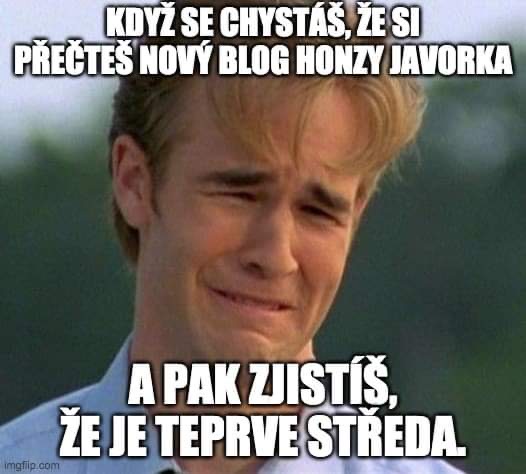 KDYŽ SE CHYSTÁŠ, ŽE SI
PŘEČTEŠ NOVÝ BLOG HONZY JAVORKA
A PAK ZJISTÍŠ,
ŽE JE TEPRVE STŘEDA.
imgflip.com